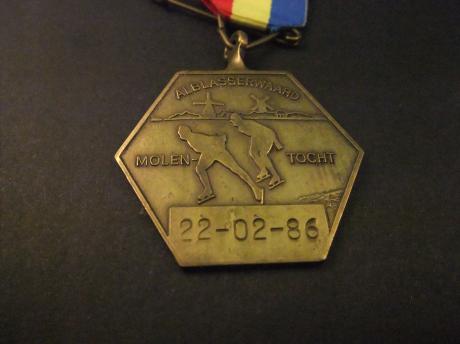 ALBLASSERWAARD
MOLEN- TOCHT
22-02-86